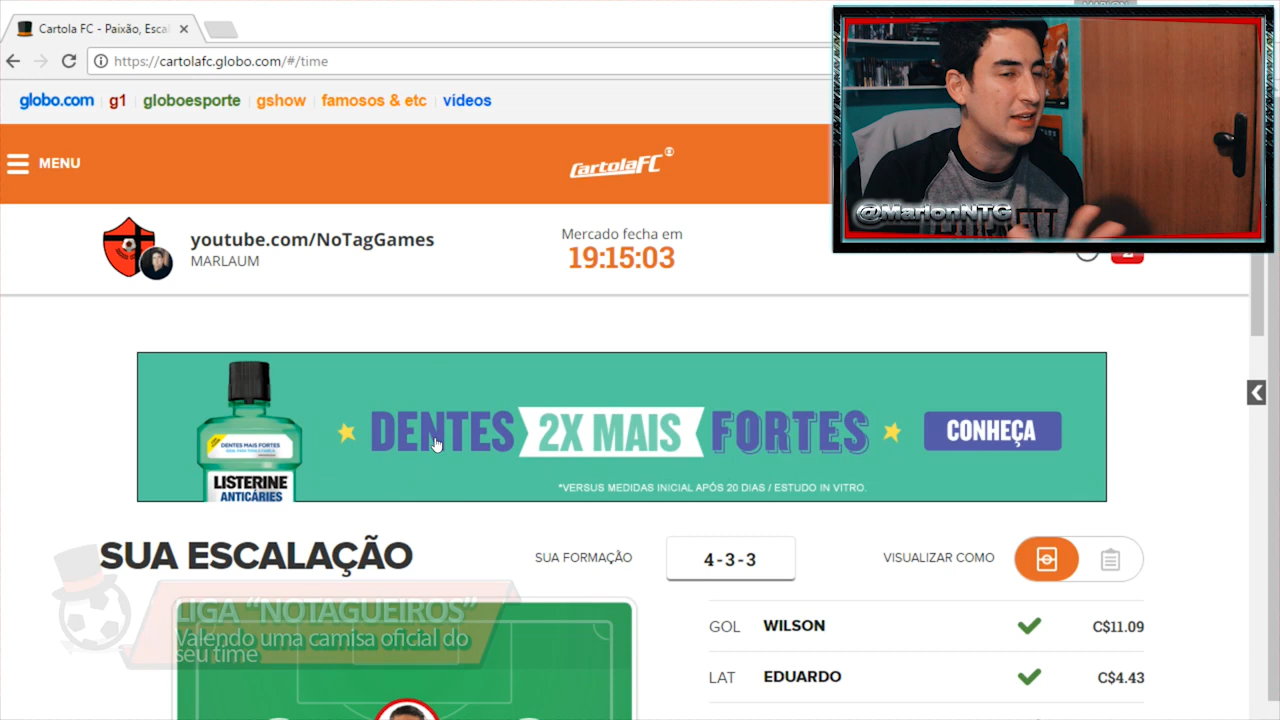 Cartola FC - Paixão, Escal
https://cartolafc.globo.com/#/time
globo.com g1 globoesporte gshow famosos & etc vídeos
MENU
CartolaFC
@MarlonNTG
youtube.com/NoTagGames
MARLAUM
Mercado fecha em
19:15:03
DENTES 2X MAIS FORTES
CONHEÇA
DENTES MAIS FORTES
LISTERINE
ANTICÁRIES
*VERSUS MEDIDAS INICIAL APÓS 20 DIAS / ESTUDO IN VITRO.
SUA ESCALAÇÃO
SUA FORMAÇÃO
4-3-3
VISUALIZAR COMO
LIGA "NOTAGUEIROS"
Valendo uma camisa oficial do
seu time
GOL WILSON C$11.09
LAT EDUARDO C$4.43